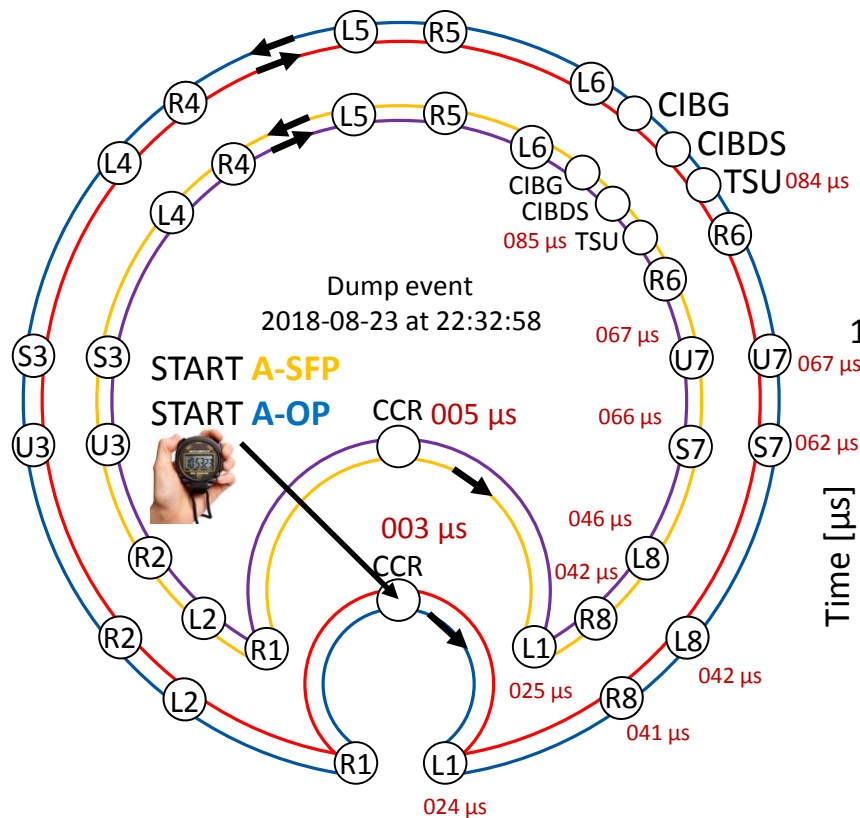 L5 R5
R4 L6
CIBG
L4 L5 R5
CIBDS
R4 L6
TSU 084 µs
CIBG
L4 CIBDS R6
085 µs TSU
R6
Dump event
2018-08-23 at 22:32:58
067 µs
1
S3 S3 U7 U7
067 µs
START A-SFP
START A-OP
CCR 005 µs
066 µs
U3 U3 S7 S7 062 µs
003 µs
046 µs
R2 CCR 042 µs L8
Time [µs]
L2 R8
R2 R1 L1 L8
042 µs
025 µs
L2 R8
041 µs
R1 L1
024 µs